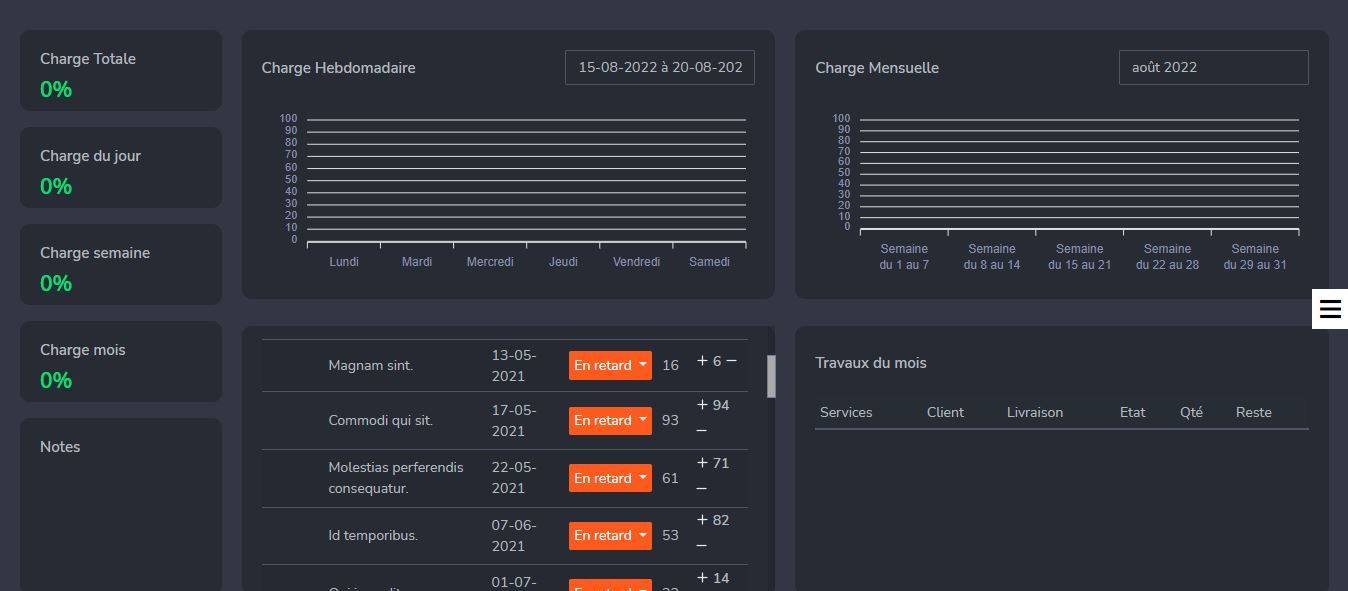 Charge Totale
0%
Charge du jour
0%
Charge semaine
0%
Charge mois
0%
Notes
Charge Hebdomadaire
15-08-2022 à 20-08-202
100
90
80
70
60
50
40
30
20
10
0
Lundi Mardi Mercredi Jeudi Vendredi Samedi
Charge Mensuelle
août 2022
100
90
80
70
60
50
40
30
20
10
0
Semaine Semaine Semaine Semaine Semaine
du 1 au 7 du 8 au 14 du 15 au 21 du 22 au 28 du 29 au 31
Magnam sint. 13-05-2021 En retard 16 + 6 −
Commodi qui sit. 17-05-2021 En retard 93 + 94 −
Molestias perferendis consequatur. 22-05-2021 En retard 61 + 71 −
Id temporibus. 07-06-2021 En retard 53 + 82 −
01-07- En retard + 14
Travaux du mois
Services Client Livraison Etat Qté Reste